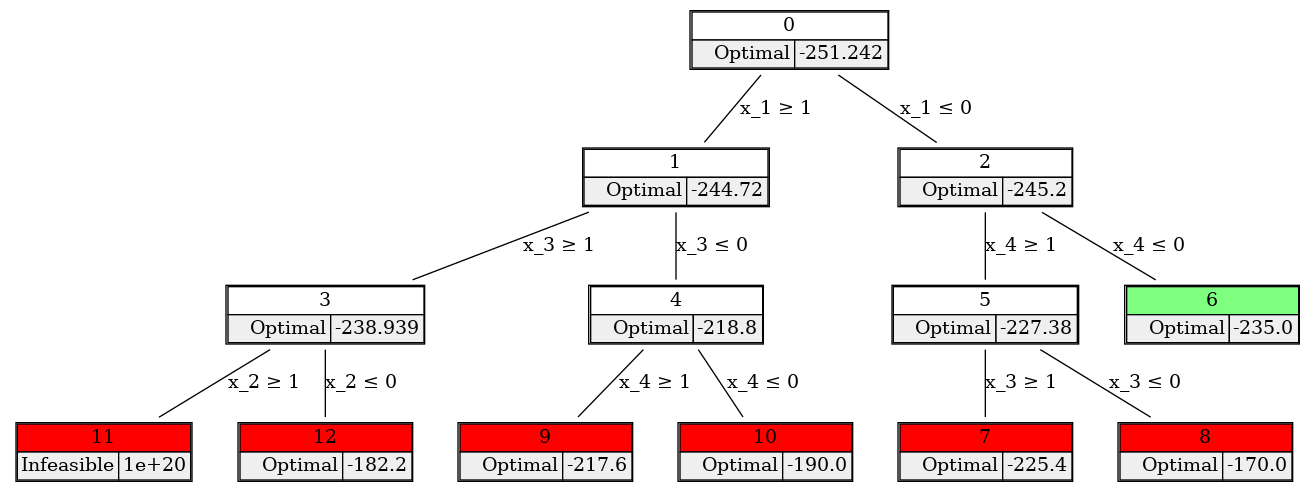 0
Optimal -251.242
x_1 ≥ 1 x_1 ≤ 0
1 2
Optimal -244.72 Optimal -245.2
x_3 ≥ 1 x_3 ≤ 0 x_4 ≥ 1 x_4 ≤ 0
3 4 5 6
Optimal -238.939 Optimal -218.8 Optimal -227.38 Optimal -235.0
x_2 ≥ 1 x_2 ≤ 0 x_4 ≥ 1 x_4 ≤ 0 x_3 ≥ 1 x_3 ≤ 0
11 12 9 10 7 8
Infeasible 1e+20 Optimal -182.2 Optimal -217.6 Optimal -190.0 Optimal -225.4 Optimal -170.0